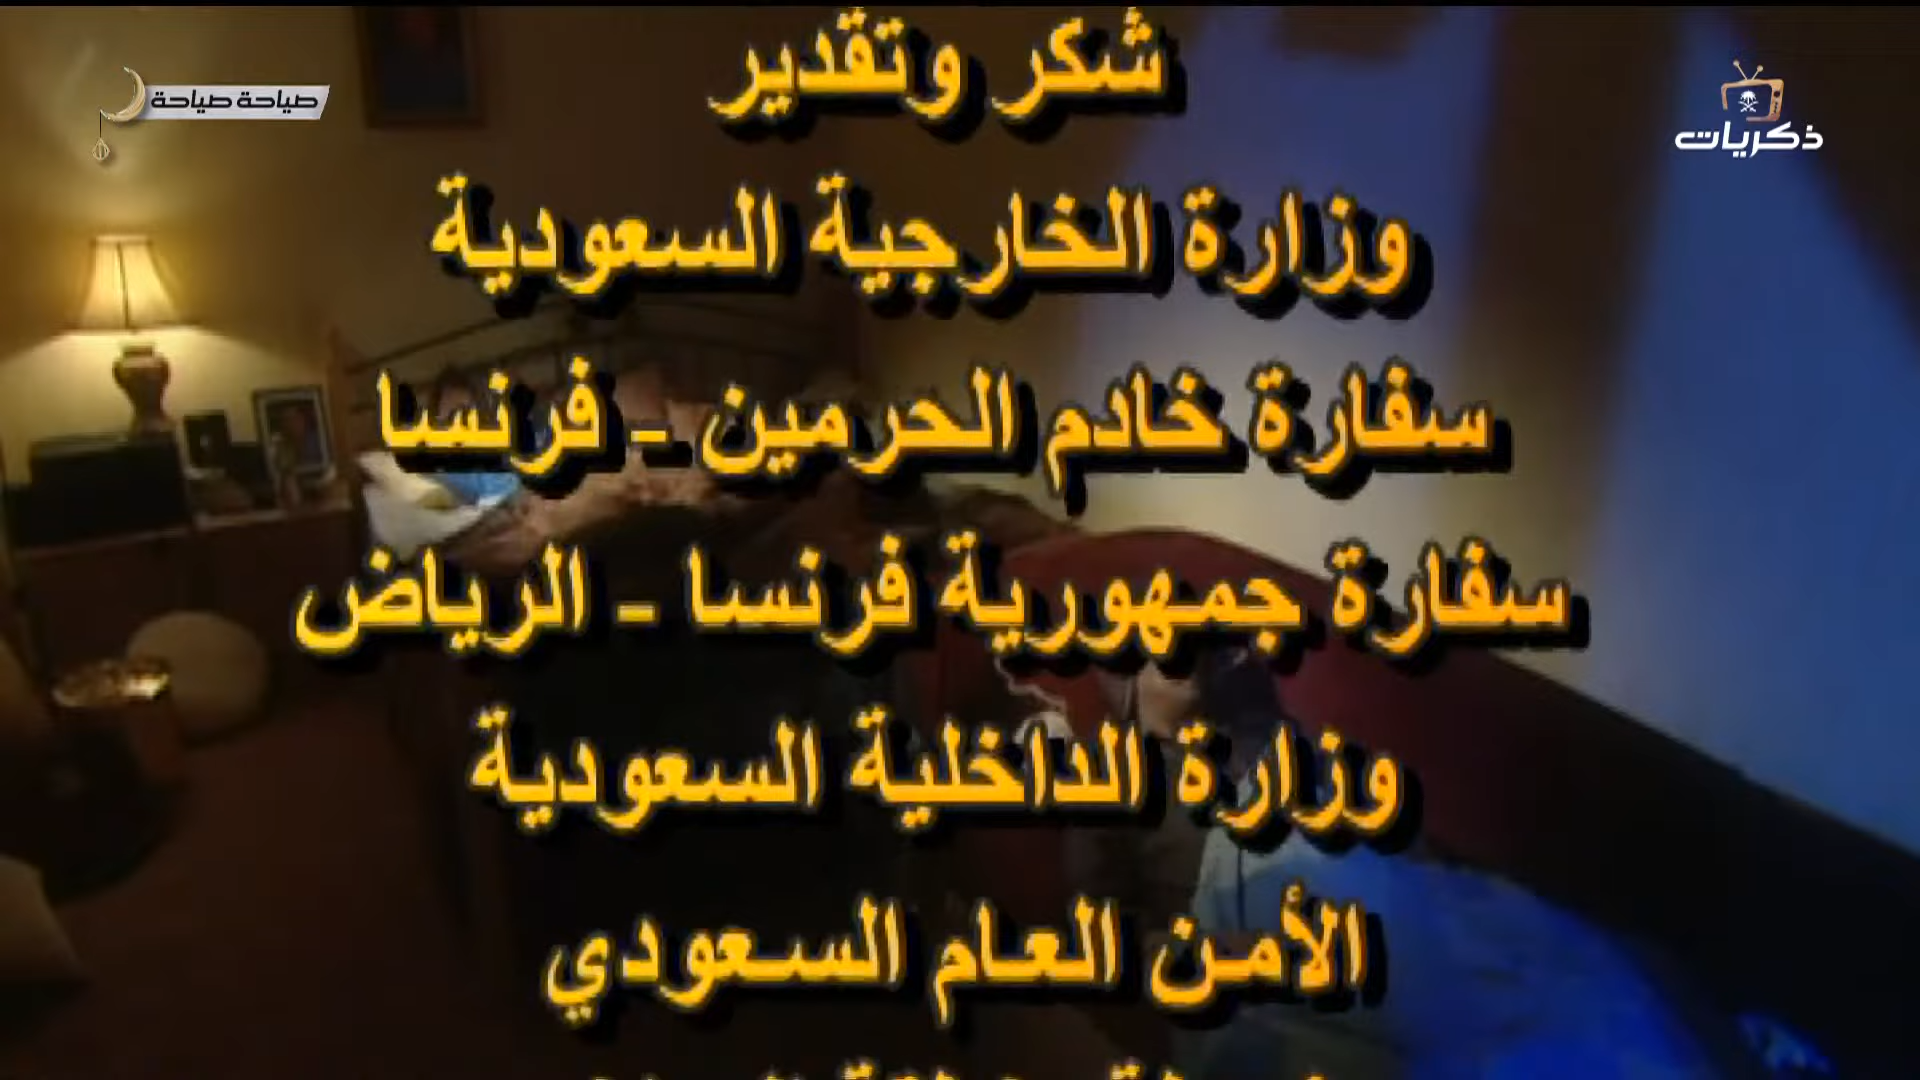 صياحة صياحة
ذكريات
شكر وتقدير
وزارة الخارجية السعودية
سفارة خادم الحرمين - فرنسا
سفارة جمهورية فرنسا - الرياض
وزارة الداخلية السعودية
الأمن العام السعودي